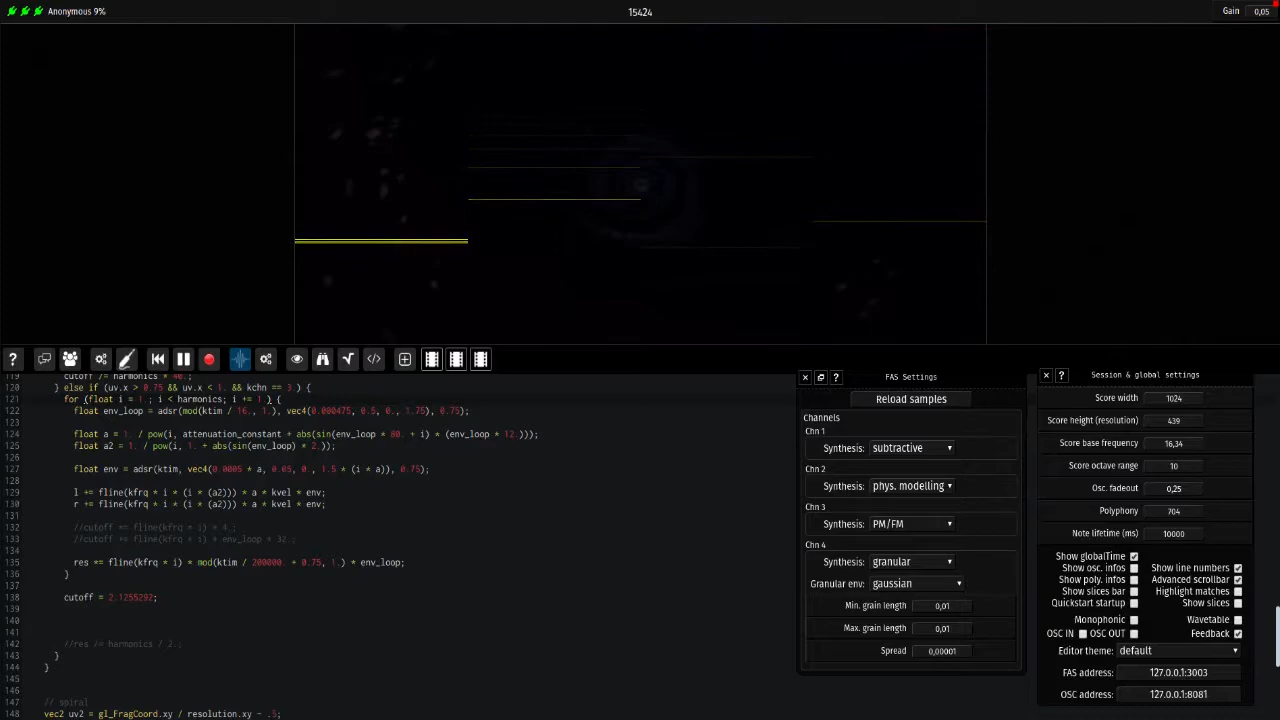 Anonymous 9%
15424
Gain 0,05
119 cutoff /= harmonics * 40.;
120 } else if (uv.x > 0.75 && uv.x < 1. && kchn == 3.) {
121 for (float i = 1.; i < harmonics; i += 1.) {
122 float env_loop = adsr(mod(ktim / 16., 1.), vec4(0.000475, 0.5, 0., 1.75), 0.75);
123
124 float a = 1. / pow(i, attenuation_constant + abs(sin(env_loop * 80. + i) * (env_loop * 12.)));
125 float a2 = 1. / pow(i, 1. + abs(sin(env_loop) * 2.));
126
127 float env = adsr(ktim, vec4(0.0005 * a, 0.05, 0., 1.5 * (i * a)), 0.75);
128
129 l += fline(kfrq * i * (i * (a2))) * a * kvel * env;
130 r += fline(kfrq * i * (i * (a2))) * a * kvel * env;
131
132 //cutoff *= fline(kfrq * i) * 4.;
133 //cutoff += fline(kfrq * i) + env_loop * 32.;
134
135 res *= fline(kfrq * i) * mod(ktim / 200000. + 0.75, 1.) * env_loop;
136 }
137
138 cutoff = 2.1255292;
139
140
141
142 //res /= harmonics / 2.;
143 }
144 }
145
146
147 // spiral
148 vec2 uv2 = gl_FragCoord.xy / resolution.xy - .5;
FAS Settings
Reload samples
Channels
Chn 1
Synthesis: subtractive
Chn 2
Synthesis: phys. modelling
Chn 3
Synthesis: PM/FM
Chn 4
Synthesis: granular
Granular env: gaussian
Min. grain length 0,01
Max. grain length 0,01
Spread 0,00001
Session & global settings
Score width 1024
Score height (resolution) 439
Score base frequency 16,34
Score octave range 10
Osc. fadeout 0,25
Polyphony 704
Note lifetime (ms) 10000
Show globalTime
Show osc. infos Show line numbers
Show poly. infos Advanced scrollbar
Show slices bar Highlight matches
Quickstart startup Show slices
Monophonic Wavetable
OSC IN OSC OUT Feedback
Editor theme: default
FAS address: 127.0.0.1:3003
OSC address: 127.0.0.1:8081